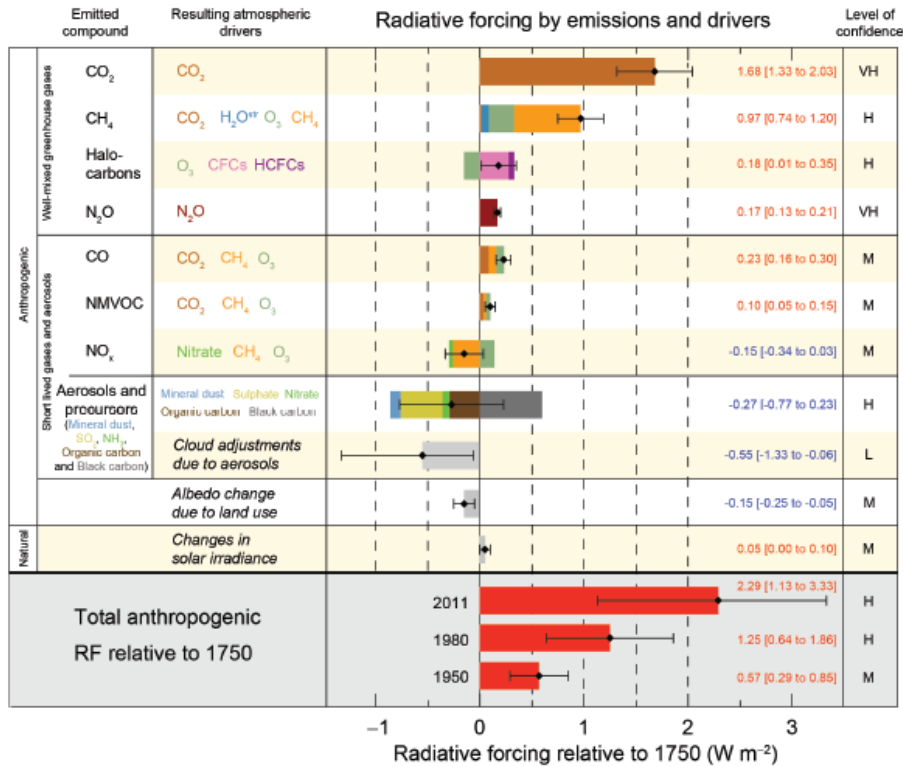 Emitted compound
Resulting atmospheric drivers
Radiative forcing by emissions and drivers
Level of confidence
Anthropogenic
Well-mixed greenhouse gases
CO₂
CO₂
1.68 [1.33 to 2.03]
VH
CH₄
CO₂ H₂Oˢᵗʳ O₃ CH₄
0.97 [0.74 to 1.20]
H
Halo-
carbons
O₃ CFCs HCFCs
0.18 [0.01 to 0.35]
H
N₂O
N₂O
0.17 [0.13 to 0.21]
VH
Short lived gases and aerosols
CO
CO₂ CH₄ O₃
0.23 [0.16 to 0.30]
M
NMVOC
CO₂ CH₄ O₃
0.10 [0.05 to 0.15]
M
NOₓ
Nitrate CH₄ O₃
-0.15 [-0.34 to 0.03]
M
Aerosols and
precursors
(Mineral dust,
SO₂, NH₃,
Organic carbon
and Black carbon)
Mineral dust Sulphate Nitrate
Organic carbon Black carbon
-0.27 [-0.77 to 0.23]
H
Cloud adjustments
due to aerosols
-0.55 [-1.33 to -0.06]
L
Albedo change
due to land use
-0.15 [-0.25 to -0.05]
M
Natural
Changes in
solar irradiance
0.05 [0.00 to 0.10]
M
Total anthropogenic
RF relative to 1750
2011
2.29 [1.13 to 3.33]
H
1980
1.25 [0.64 to 1.86]
H
1950
0.57 [0.29 to 0.85]
M
−1 0 1 2 3
Radiative forcing relative to 1750 (W m⁻²)